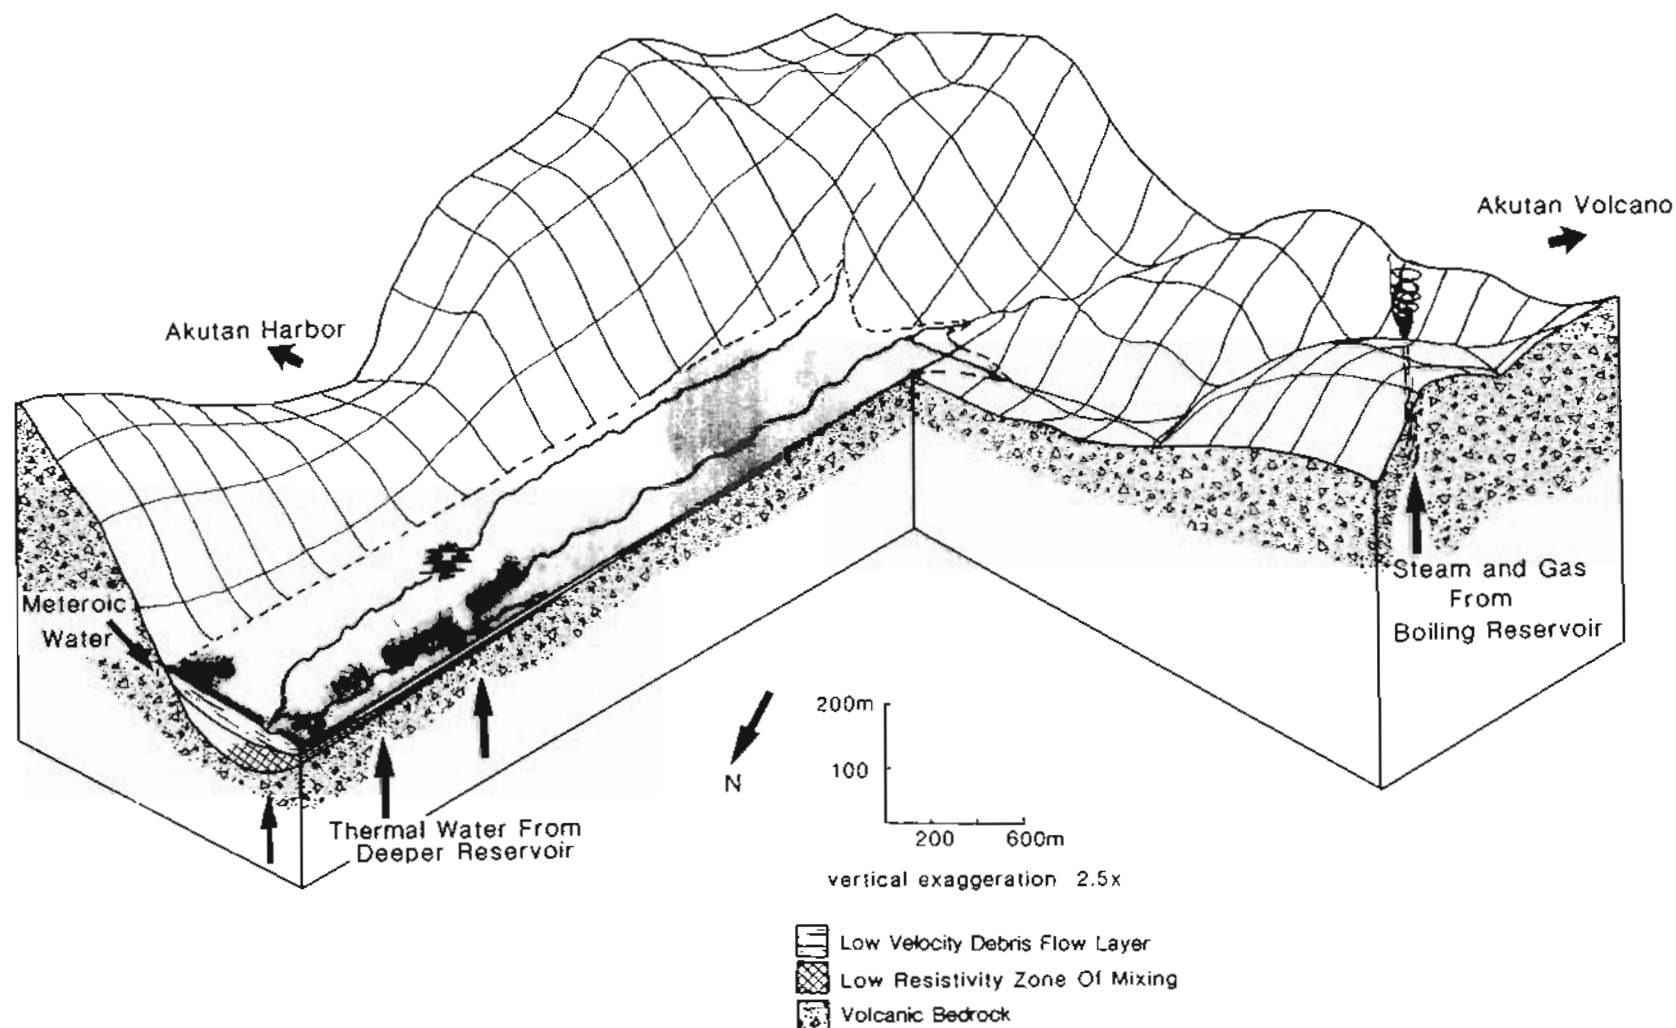 Akutan Volcano
Akutan Harbor
Meteroic
Water
Steam and Gas
From
Boiling Reservoir
Thermal Water From
Deeper Reservoir
N
200m
100
200 600m
vertical exaggeration 2.5x
Low Velocity Debris Flow Layer
Low Resistivity Zone Of Mixing
Volcanic Bedrock